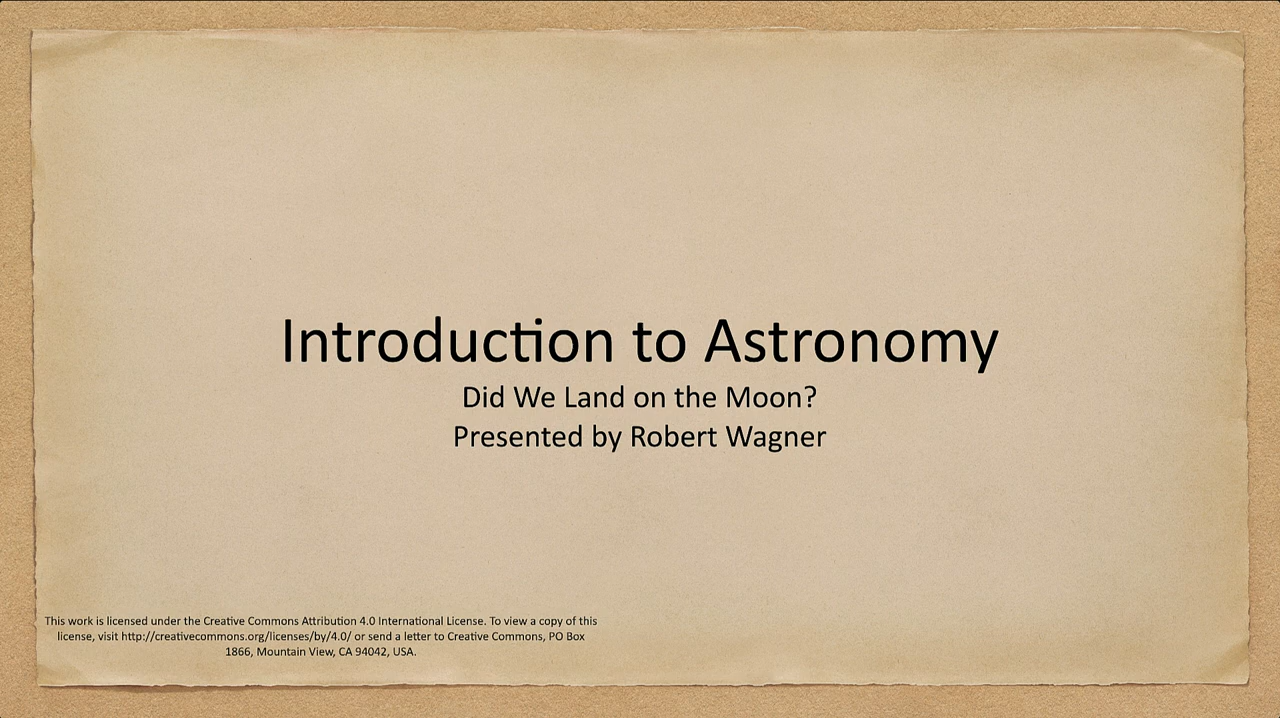 Introduction to Astronomy
Did We Land on the Moon?
Presented by Robert Wagner
This work is licensed under the Creative Commons Attribution 4.0 International License. To view a copy of this
license, visit http://creativecommons.org/licenses/by/4.0/ or send a letter to Creative Commons, PO Box
1866, Mountain View, CA 94042, USA.